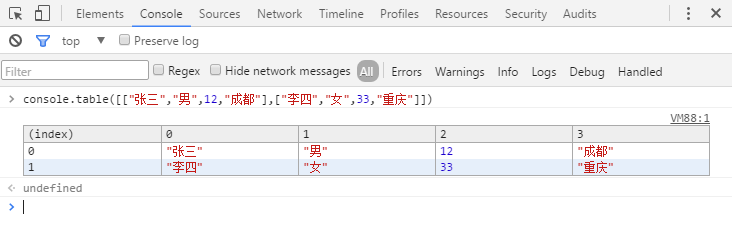 Elements Console Sources Network Timeline Profiles Resources Security Audits
top Preserve log
Filter Regex Hide network messages All Errors Warnings Info Logs Debug Handled
> console.table([["张三","男",12,"成都"],["李四","女",33,"重庆"]])
VM88:1
(index) 0 1 2 3
0 "张三" "男" 12 "成都"
1 "李四" "女" 33 "重庆"
undefined
>